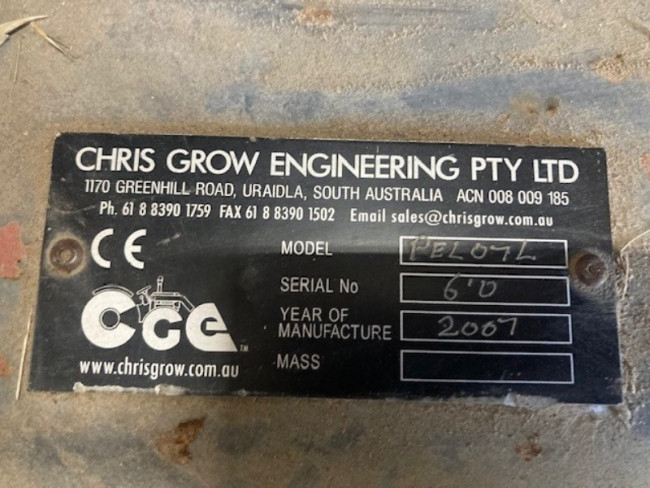 CHRIS GROW ENGINEERING PTY LTD
1170 GREENHILL ROAD, URAIDLA, SOUTH AUSTRALIA ACN 008 009 185
Ph. 61 8 8390 1759 FAX 61 8 8390 1502 Email sales@chrisgrow.com.au
CE
MODEL
SERIAL No
YEAR OF
MANUFACTURE 2007
MASS
CGE TM
www.chrisgrow.com.au